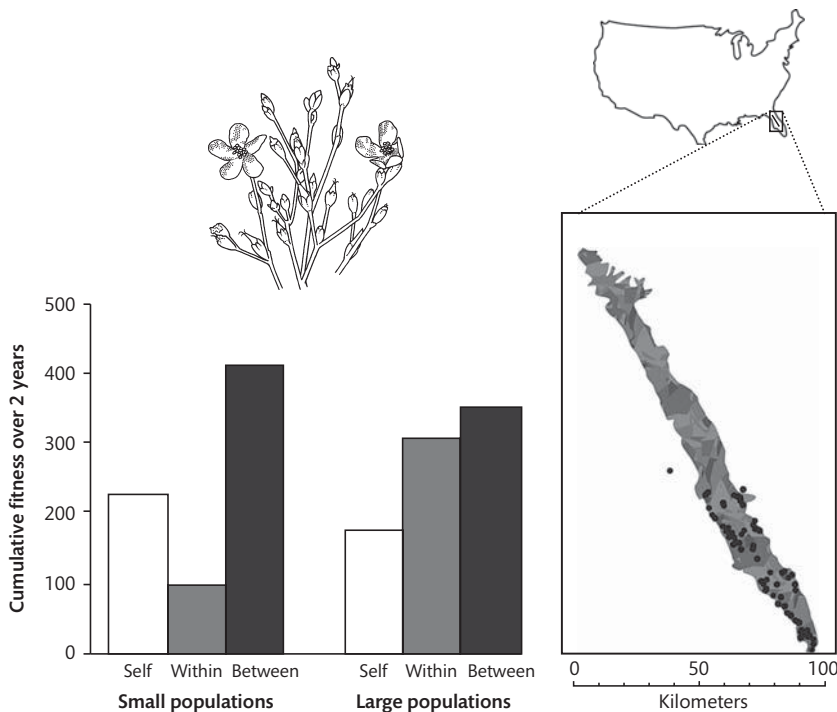 Cumulative fitness over 2 years
500
400
300
200
100
0
Self Within Between Self Within Between
Small populations Large populations
0 50 100
Kilometers